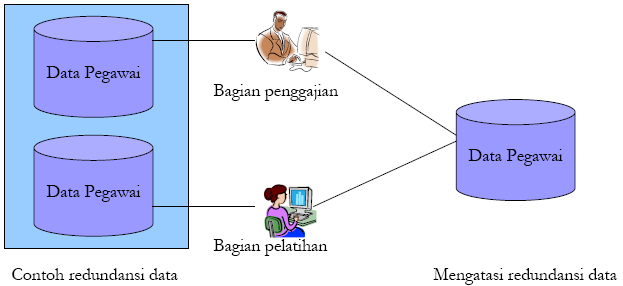 Data Pegawai
Bagian penggajian
Data Pegawai
Data Pegawai
Bagian pelatihan
Contoh redundansi data
Mengatasi redundansi data